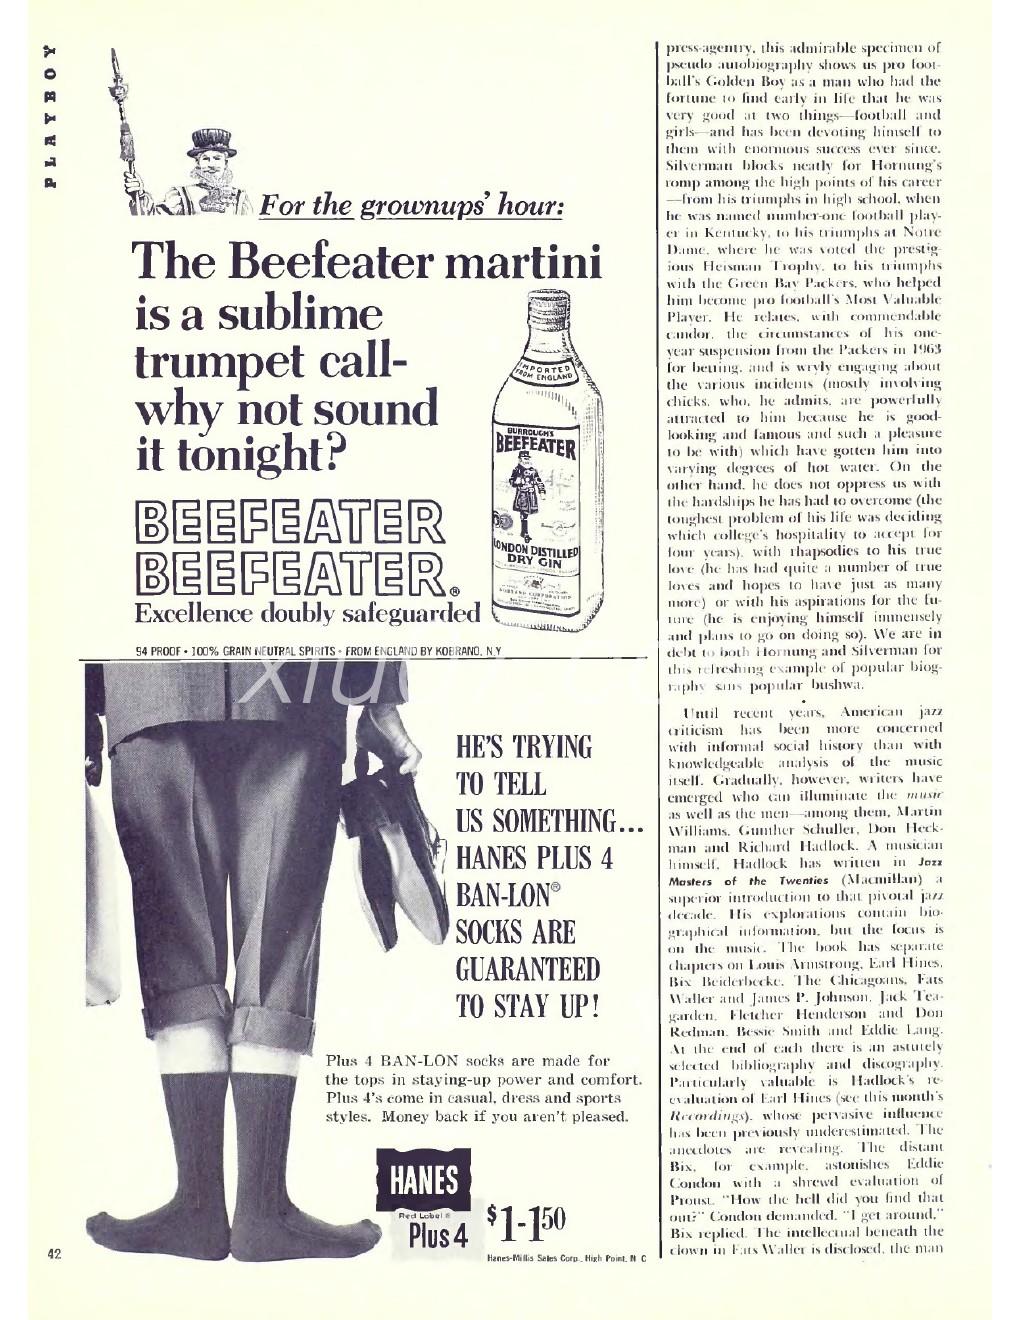 PLAYBOY
For the grownups' hour:
The Beefeater martini
is a sublime
trumpet call-
why not sound
it tonight?
IMPORTED
FROM ENGLAND
BURROUGH'S
BEEFEATER
LONDON DISTILLED
DRY GIN
KOBRAND CORPORATION
BEEFEATER
BEEFEATER®
Excellence doubly safeguarded
94 PROOF • 100% GRAIN NEUTRAL SPIRITS • FROM ENGLAND BY KOBRAND, N.Y
HE'S TRYING
TO TELL
US SOMETHING...
HANES PLUS 4
BAN-LON®
SOCKS ARE
GUARANTEED
TO STAY UP!
Plus 4 BAN-LON socks are made for
the tops in staying-up power and comfort.
Plus 4's come in casual, dress and sports
styles. Money back if you aren't pleased.
HANES
Red Label®
Plus 4
$1-1.50
Hanes-Millis Sales Corp., High Point, N C
42
press-agentry, this admirable specimen of
pseudo autobiography shows us pro foot-
ball's Golden Boy as a man who had the
fortune to find early in life that he was
very good at two things—football and
girls—and has been devoting himself to
them with enormous success ever since.
Silverman blocks neatly for Hornung's
romp among the high points of his career
—from his triumphs in high school, when
he was named number-one football play-
er in Kentucky, to his triumphs at Notre
Dame, where he was voted the prestig-
ious Heisman Trophy, to his triumphs
with the Green Bay Packers, who helped
him become pro football's Most Valuable
Player. He relates, with commendable
candor, the circumstances of his one-
year suspension from the Packers in 1963
for betting, and is wryly engaging about
the various incidents (mostly involving
chicks, who, he admits, are powerfully
attracted to him because he is good-
looking and famous and such a pleasure
to be with) which have gotten him into
varying degrees of hot water. On the
other hand, he does not oppress us with
the hardships he has had to overcome (the
toughest problem of his life was deciding
which college's hospitality to accept for
four years), with rhapsodies to his true
love (he has had quite a number of true
loves and hopes to have just as many
more) or with his aspirations for the fu-
ture (he is enjoying himself immensely
and plans to go on doing so). We are in
debt to both Hornung and Silverman for
this refreshing example of popular biog-
raphy sans popular bushwa.
•
Until recent years, American jazz
criticism has been more concerned
with informal social history than with
knowledgeable analysis of the music
itself. Gradually, however, writers have
emerged who can illuminate the music
as well as the men—among them, Martin
Williams, Gunther Schuller, Don Heck-
man and Richard Hadlock. A musician
himself, Hadlock has written in Jazz
Masters of the Twenties (Macmillan) a
superior introduction to that pivotal jazz
decade. His explorations contain bio-
graphical information, but the focus is
on the music. The book has separate
chapters on Louis Armstrong, Earl Hines,
Bix Beiderbecke, The Chicagoans, Fats
Waller and James P. Johnson, Jack Tea-
garden, Fletcher Henderson and Don
Redman, Bessie Smith and Eddie Lang.
At the end of each there is an astutely
selected bibliography and discography.
Particularly valuable is Hadlock's re-
evaluation of Earl Hines (see this month's
Recordings), whose pervasive influence
has been previously underestimated. The
anecdotes are revealing. The distant
Bix, for example, astonishes Eddie
Condon with a shrewd evaluation of
Proust. "How the hell did you find that
out?" Condon demanded. "I get around,"
Bix replied. The intellectual beneath the
clown in Fats Waller is disclosed, the man